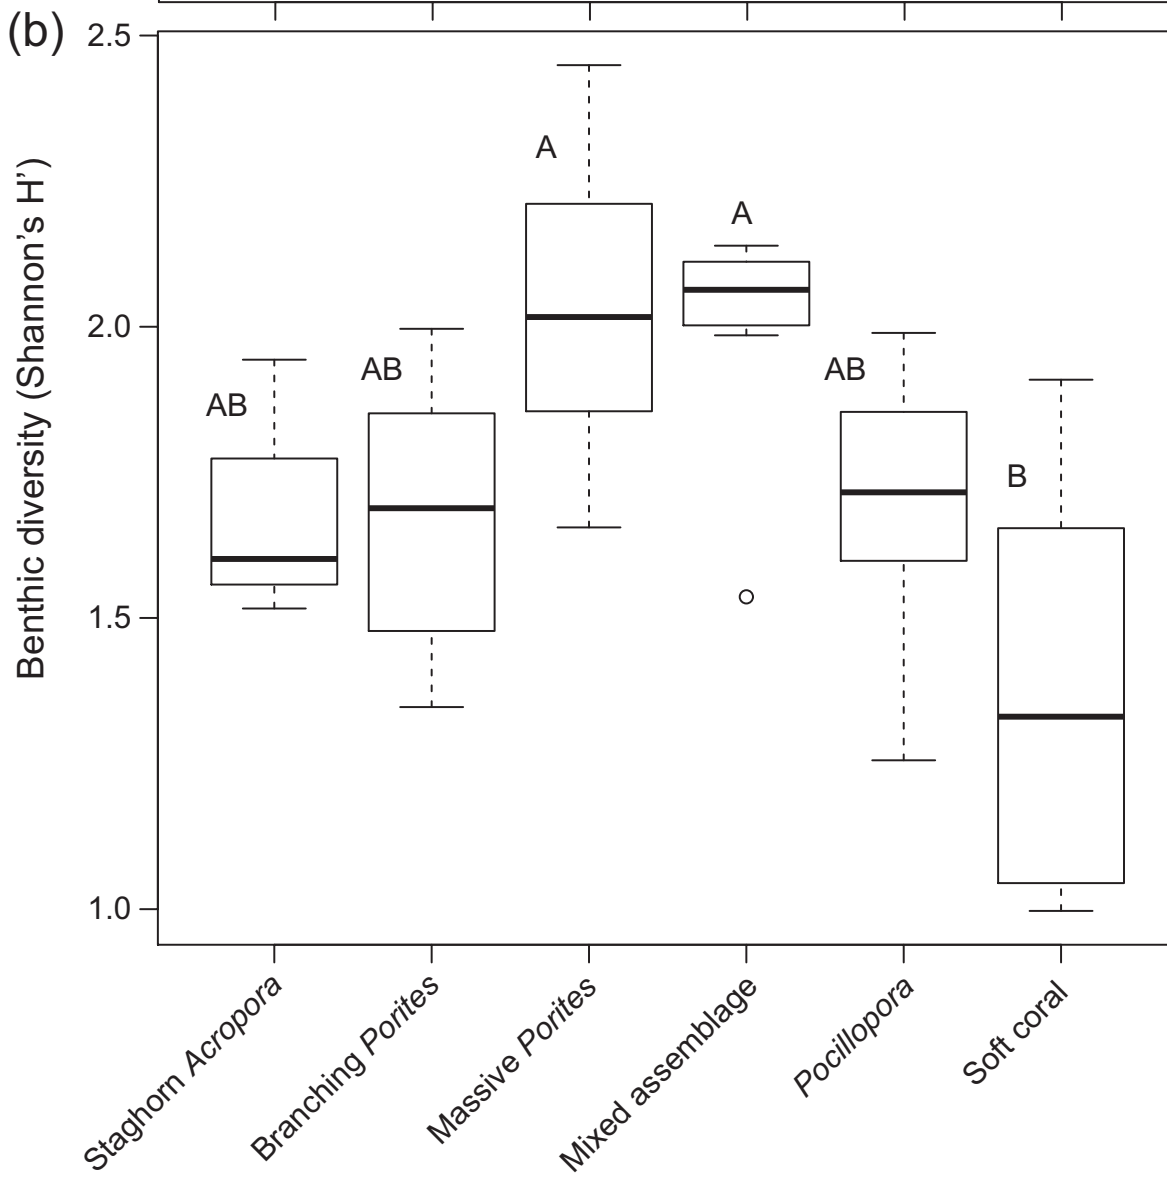 (b)
2.5
2.0
1.5
1.0
Benthic diversity (Shannon’s H’)
AB
AB
A
A
AB
B
Staghorn Acropora
Branching Porites
Massive Porites
Mixed assemblage
Pocillopora
Soft coral